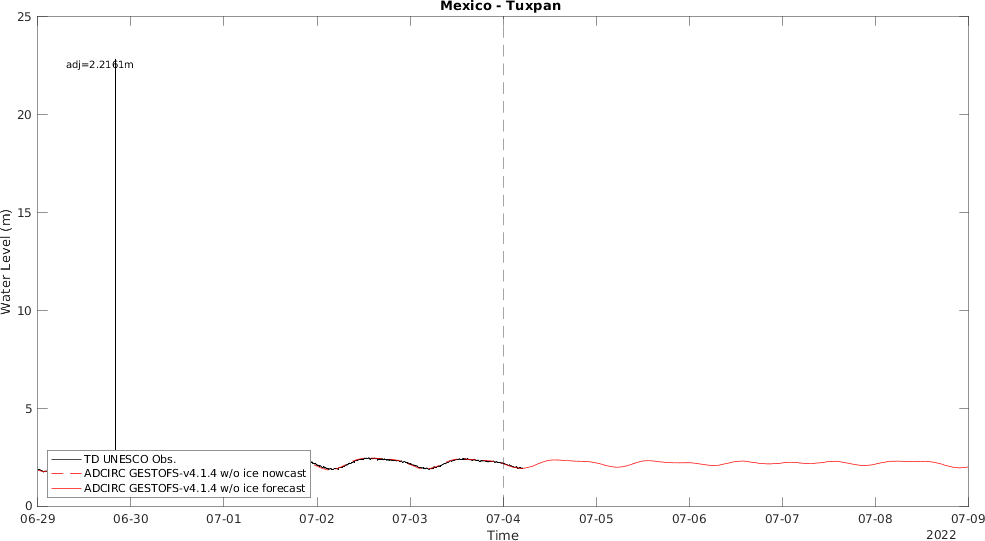 Mexico - Tuxpan
25
adj=2.2161m
20
15
Water Level (m)
10
5
TD UNESCO Obs.
ADCIRC GESTOFS-v4.1.4 w/o ice nowcast
ADCIRC GESTOFS-v4.1.4 w/o ice forecast
0
06-29 06-30 07-01 07-02 07-03 07-04 07-05 07-06 07-07 07-08 07-09
Time
2022